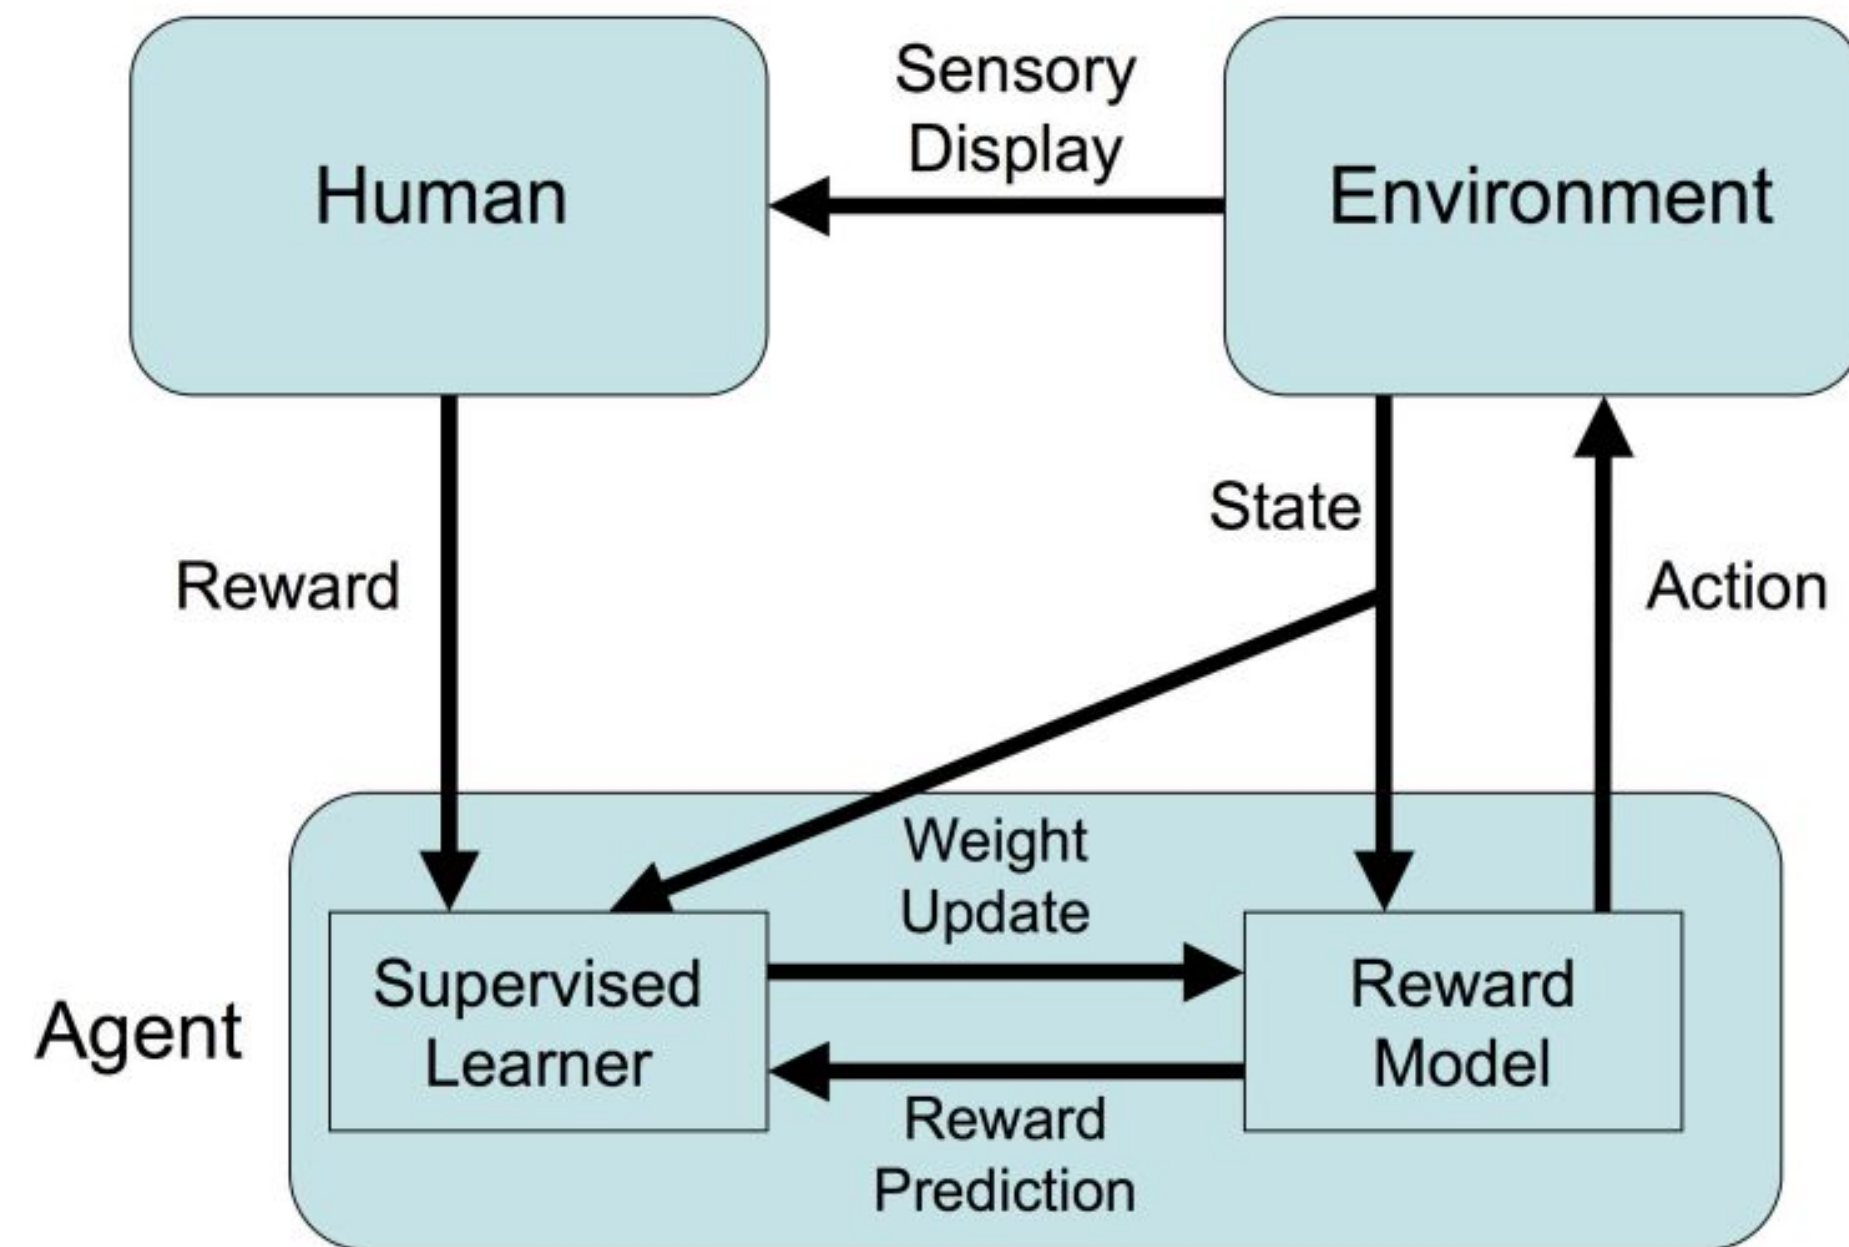 Sensory
Display
Human
Environment
State
Reward
Action
Weight
Update
Supervised
Learner
Reward
Model
Agent
Reward
Prediction